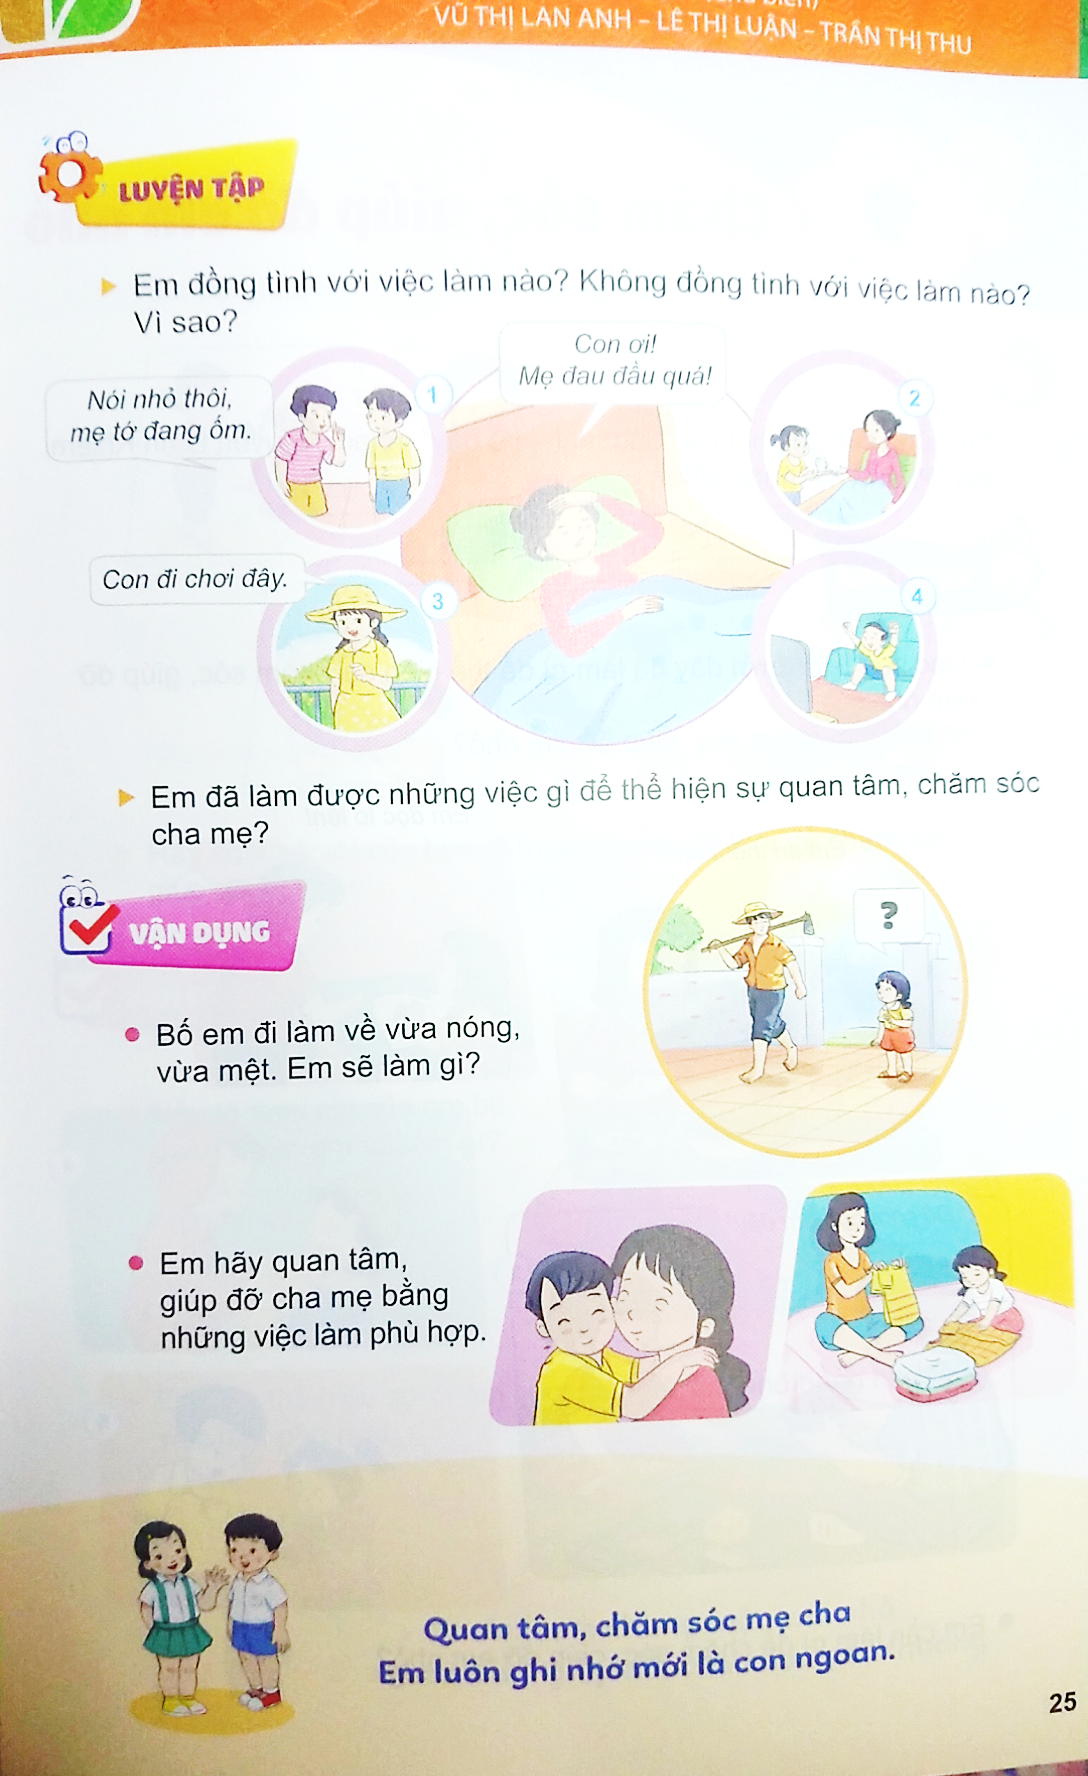 VŨ THỊ LAN ANH - LÊ THỊ LUẬN - TRẦN THỊ THU
LUYỆN TẬP
Em đồng tình với việc làm nào? Không đồng tình với việc làm nào?
Vì sao?
Con ơi!
Mẹ đau đầu quá!
Nói nhỏ thôi,
mẹ tớ đang ốm.
1
2
Con đi chơi đây.
3
4
Em đã làm được những việc gì để thể hiện sự quan tâm, chăm sóc
cha mẹ?
VẬN DỤNG
?
Bố em đi làm về vừa nóng,
vừa mệt. Em sẽ làm gì?
Em hãy quan tâm,
giúp đỡ cha mẹ bằng
những việc làm phù hợp.
Quan tâm, chăm sóc mẹ cha
Em luôn ghi nhớ mới là con ngoan.
25